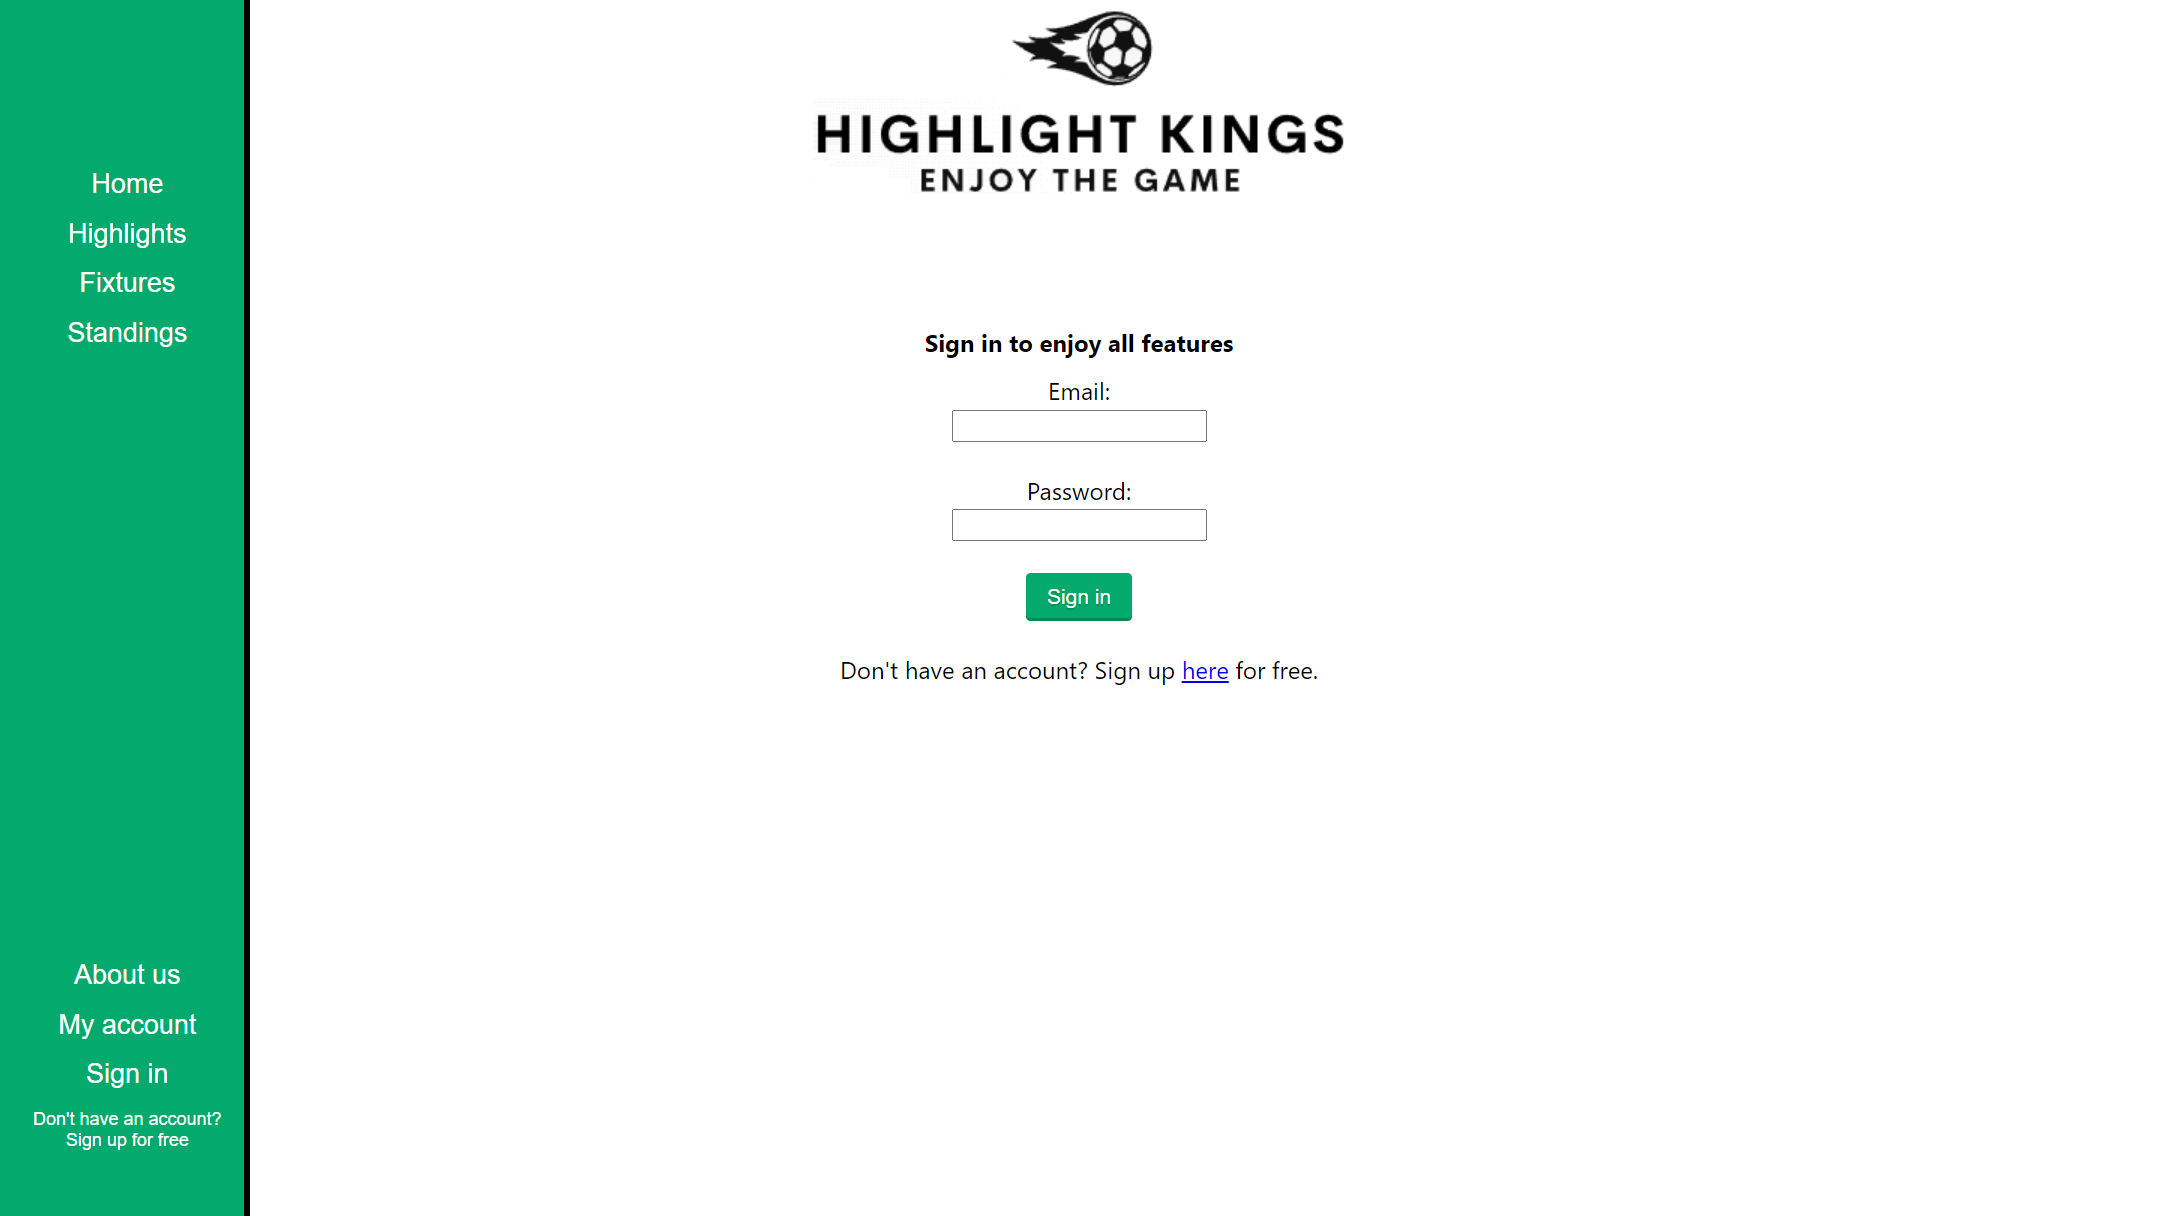 HIGHLIGHT KINGS
ENJOY THE GAME
Home
Highlights
Fixtures
Standings
Sign in to enjoy all features
Email:
Password:
Sign in
Don't have an account? Sign up here for free.
About us
My account
Sign in
Don't have an account?
Sign up for free